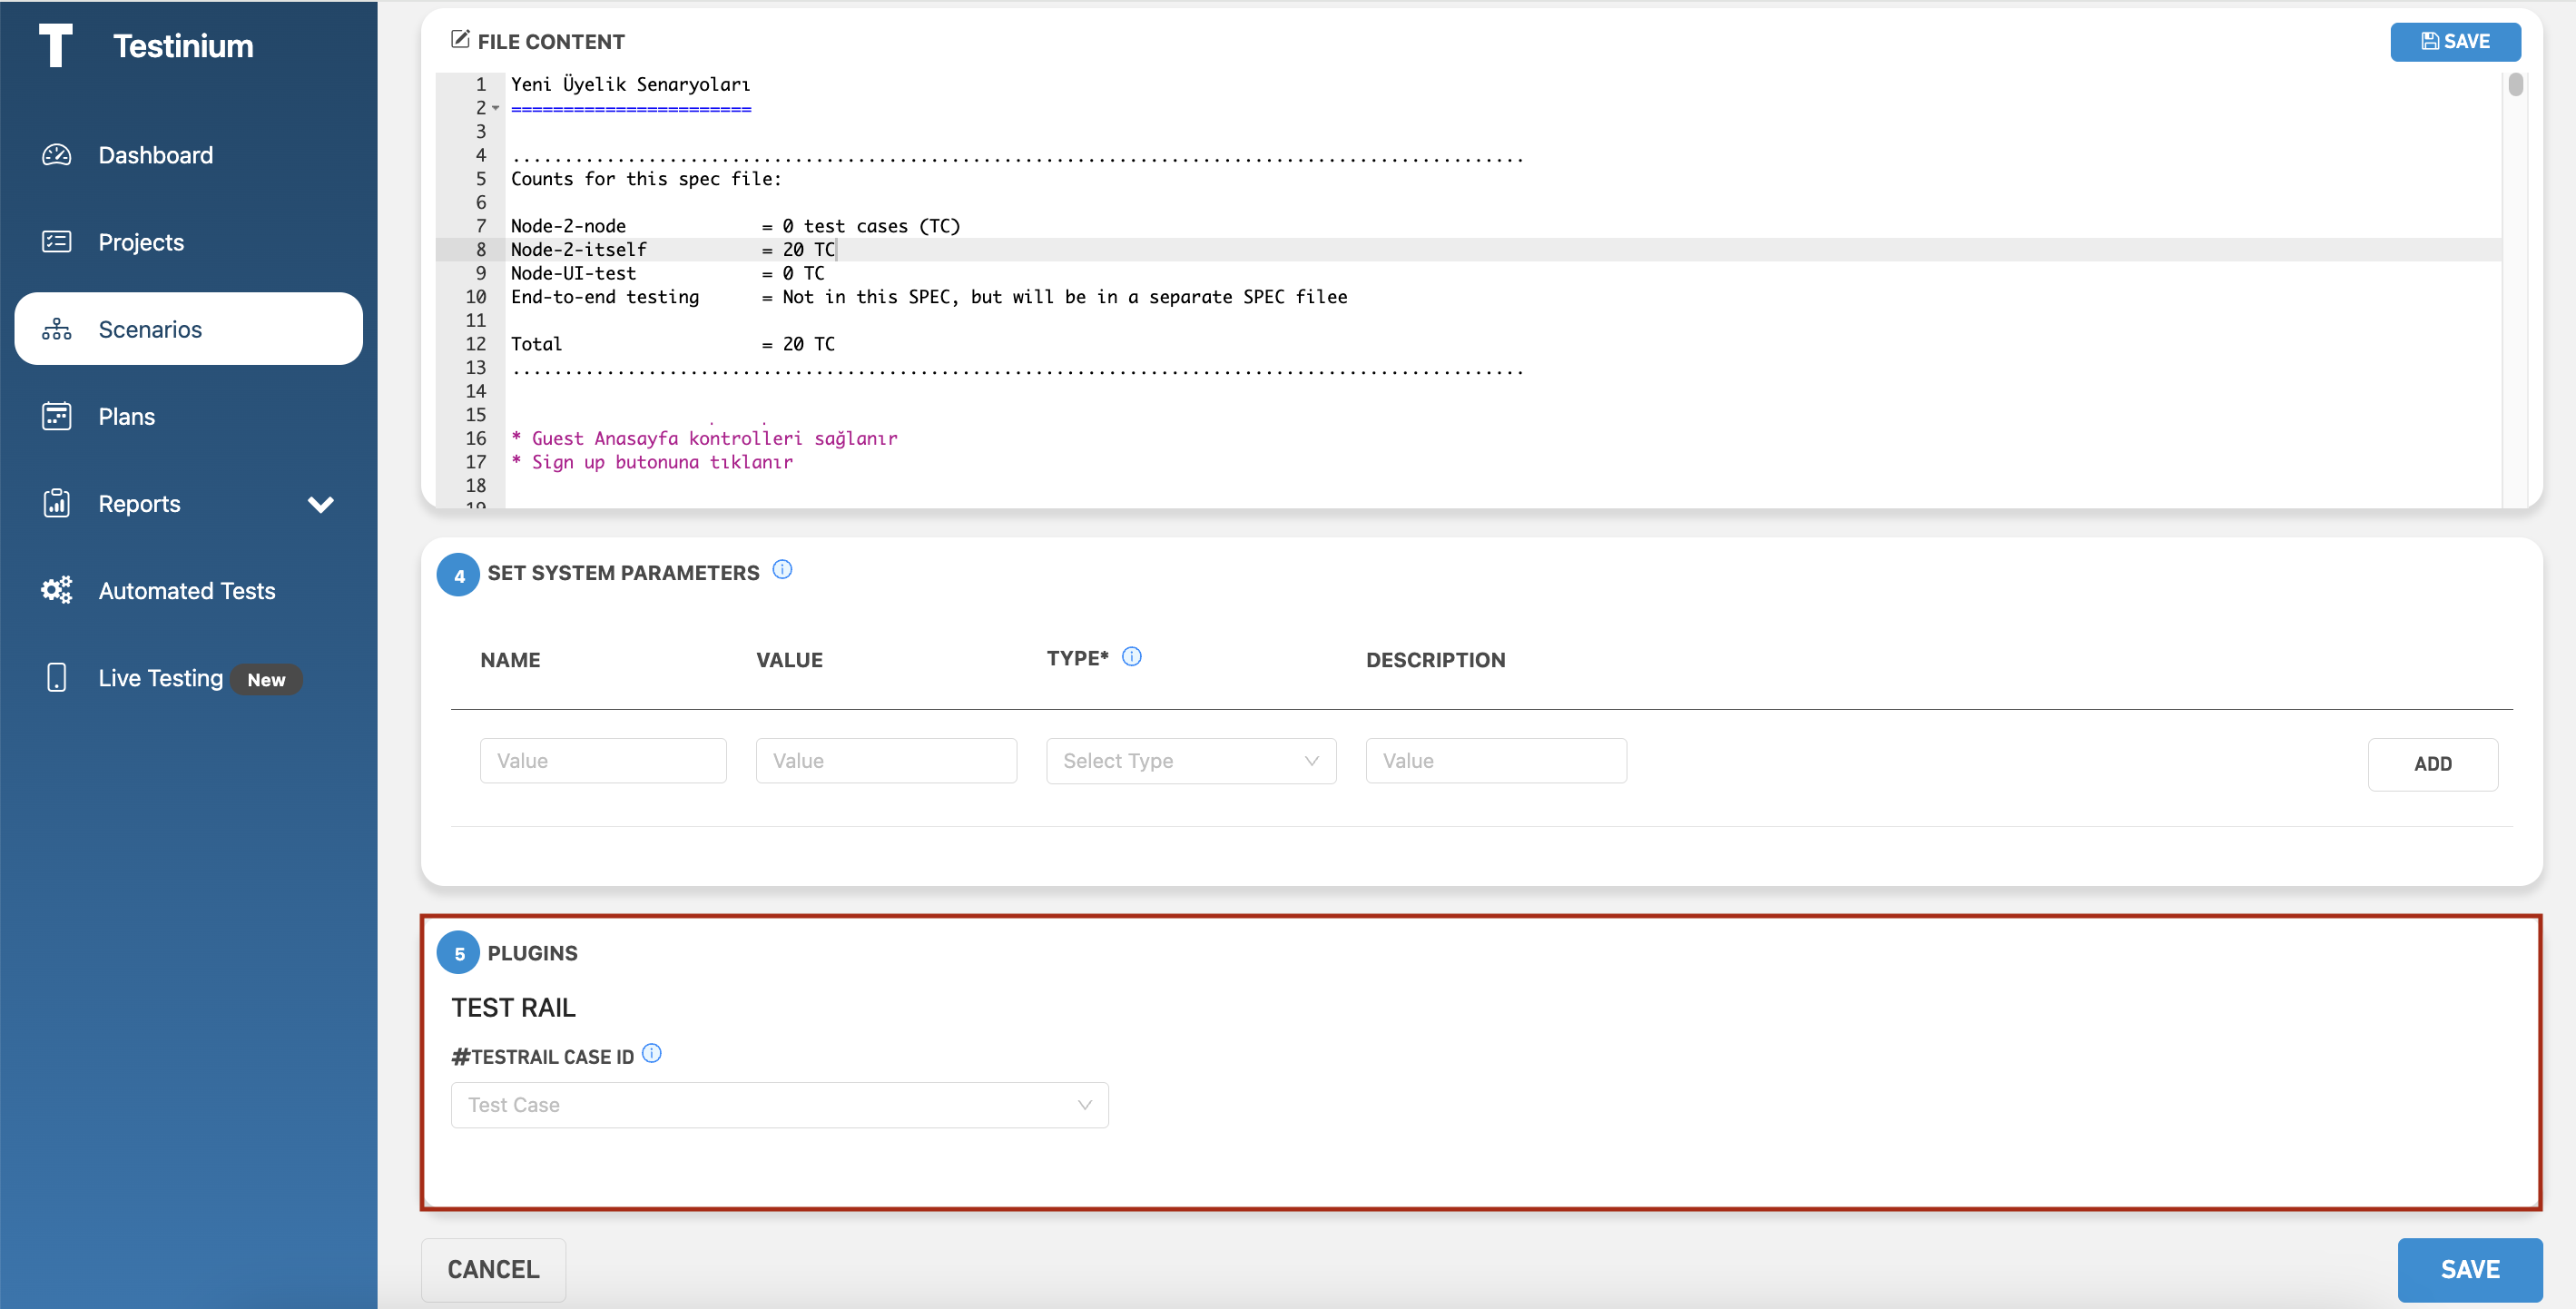 T Testinium
Dashboard
Projects
Scenarios
Plans
Reports
Automated Tests
Live Testing New
FILE CONTENT
SAVE
1 Yeni Üyelik Senaryoları
2 =======================
3
4 .................................................................................................
5 Counts for this spec file:
6
7 Node-2-node = 0 test cases (TC)
8 Node-2-itself = 20 TC
9 Node-UI-test = 0 TC
10 End-to-end testing = Not in this SPEC, but will be in a separate SPEC filee
11
12 Total = 20 TC
13 .................................................................................................
14
15
16 * Guest Anasayfa kontrolleri sağlanır
17 * Sign up butonuna tıklanır
18
19
4 SET SYSTEM PARAMETERS
NAME VALUE TYPE* DESCRIPTION
Value Value Select Type Value ADD
5 PLUGINS
TEST RAIL
#TESTRAIL CASE ID
Test Case
CANCEL
SAVE